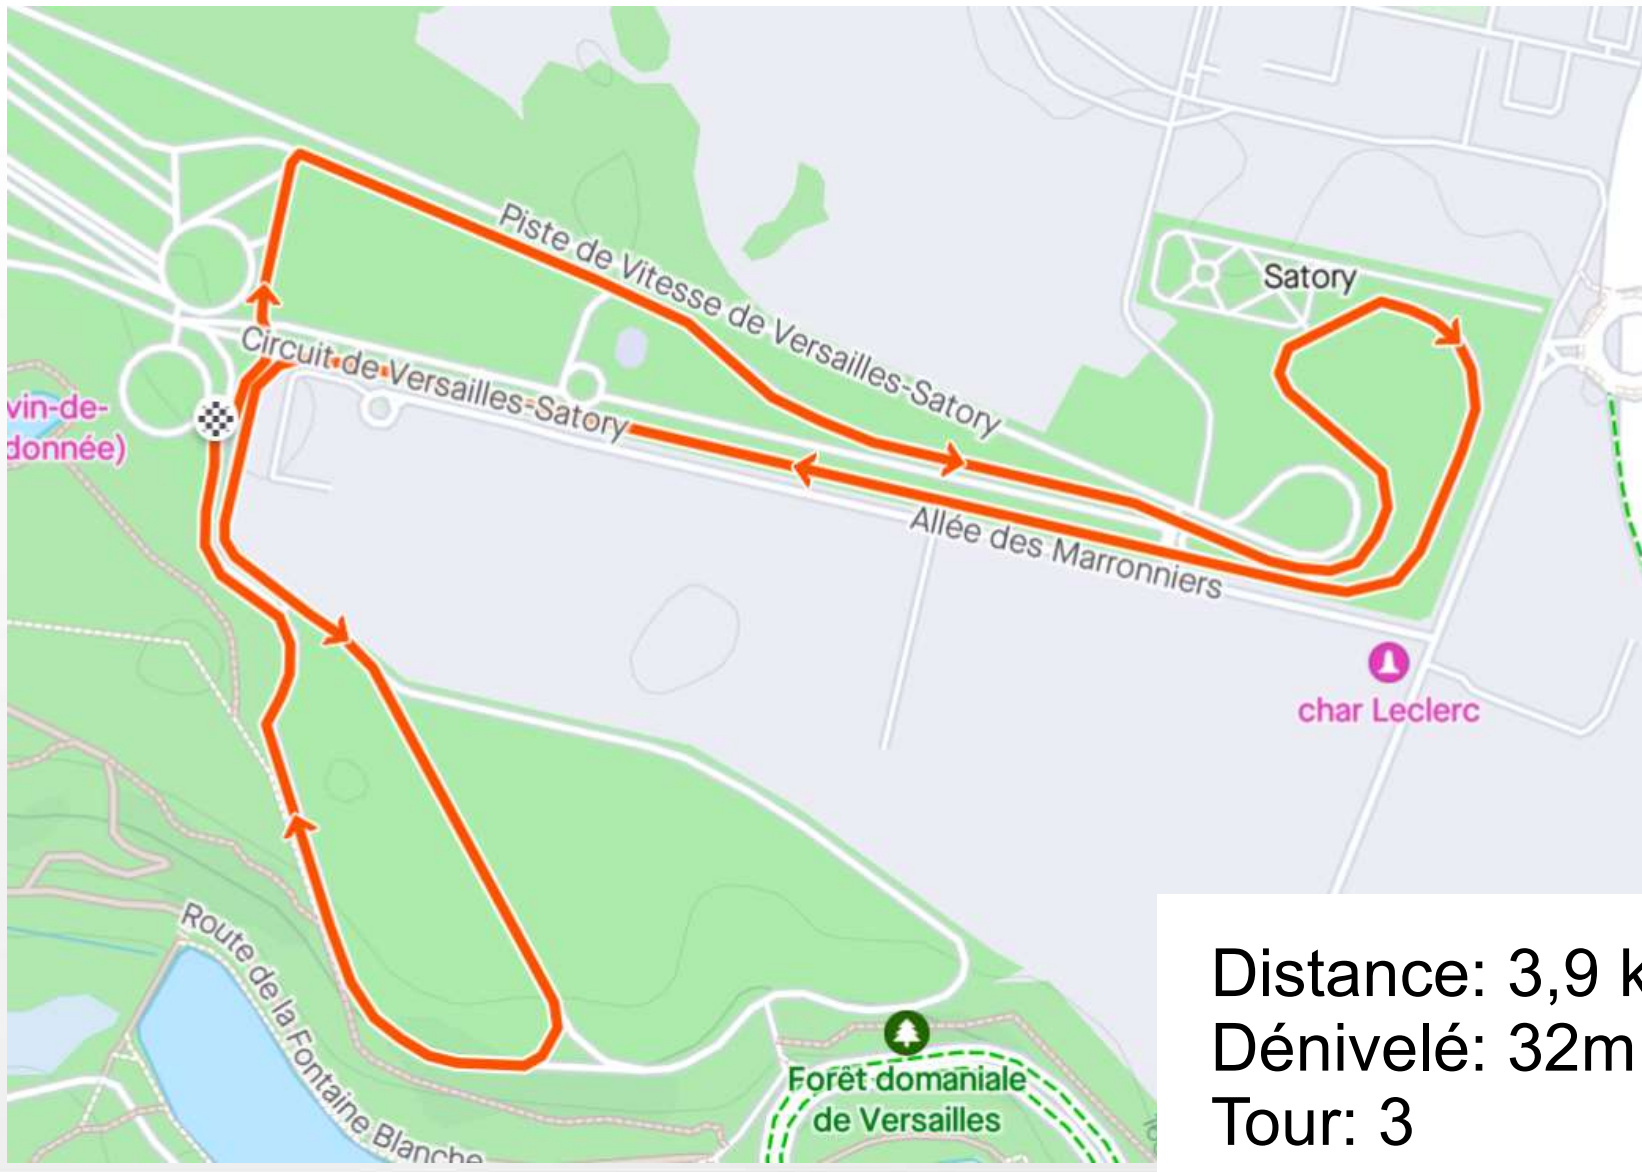 Piste de Vitesse de Versailles-Satory
Satory
Circuit de Versailles-Satory
vin-de-
donnée)
Allée des Marronniers
char Leclerc
Route de la Fontaine Blanche
Forêt domaniale
de Versailles
Distance: 3,9 k
Dénivelé: 32m
Tour: 3